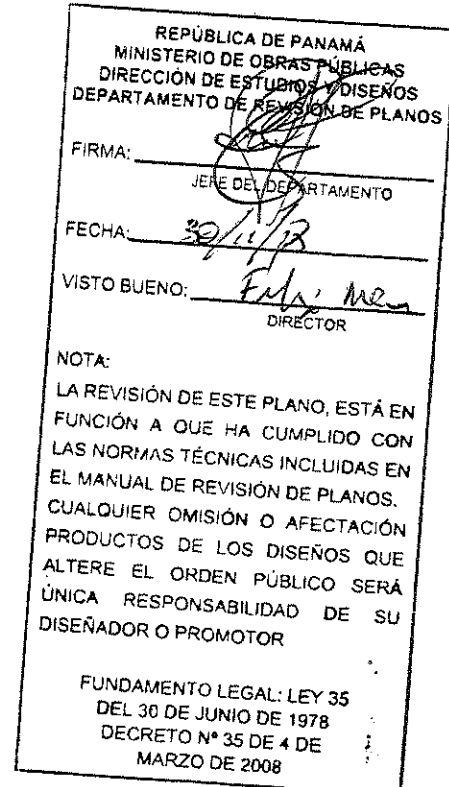 REPÚBLICA DE PANAMÁ
MINISTERIO DE OBRAS PÚBLICAS
DIRECCIÓN DE ESTUDIOS Y DISEÑOS
DEPARTAMENTO DE REVISIÓN DE PLANOS
FIRMA:
JEFE DEL DEPARTAMENTO
FECHA:
VISTO BUENO:
DIRECTOR
NOTA:
LA REVISIÓN DE ESTE PLANO, ESTÁ EN
FUNCIÓN A QUE HA CUMPLIDO CON
LAS NORMAS TÉCNICAS INCLUIDAS EN
EL MANUAL DE REVISIÓN DE PLANOS.
CUALQUIER OMISIÓN O AFECTACIÓN
PRODUCTOS DE LOS DISEÑOS QUE
ALTERE EL ORDEN PÚBLICO SERÁ
ÚNICA RESPONSABILIDAD DE SU
DISEÑADOR O PROMOTOR
FUNDAMENTO LEGAL: LEY 35
DEL 30 DE JUNIO DE 1978
DECRETO Nº 35 DE 4 DE
MARZO DE 2008